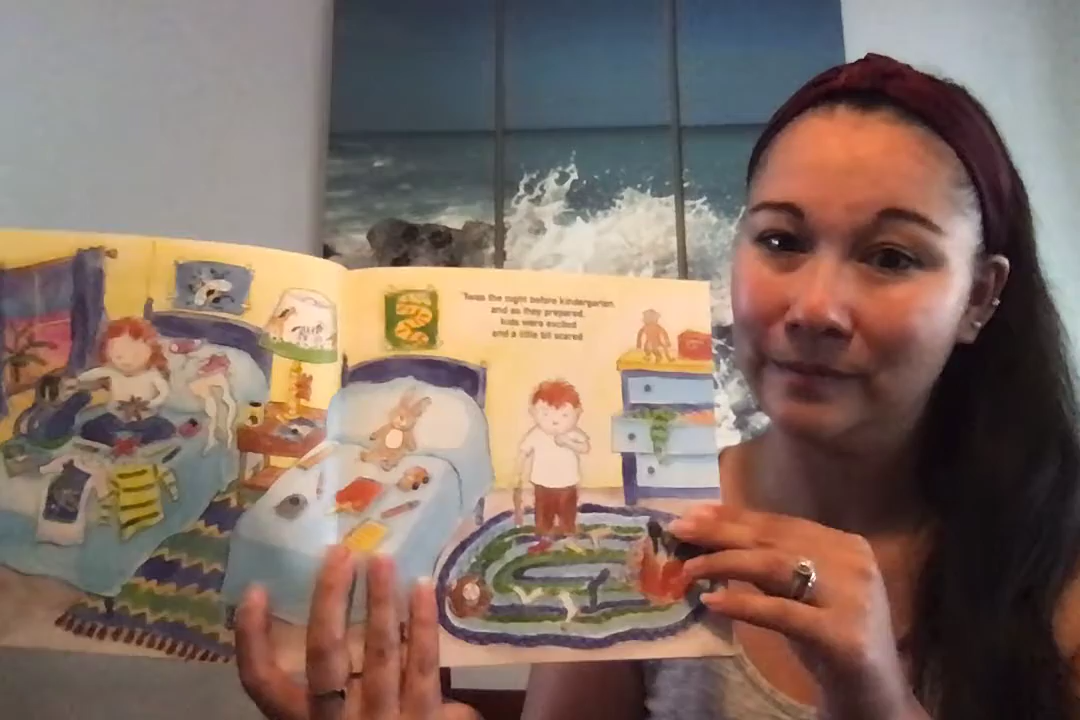 'Twas the night before kindergarten,
and as they prepared,
kids were excited
and a little bit scared.